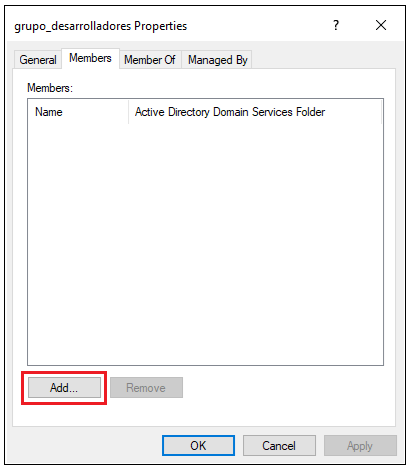 grupo_desarrolladores Properties
? ×
General Members Member Of Managed By
Members:
Name Active Directory Domain Services Folder
Add... Remove
OK Cancel Apply